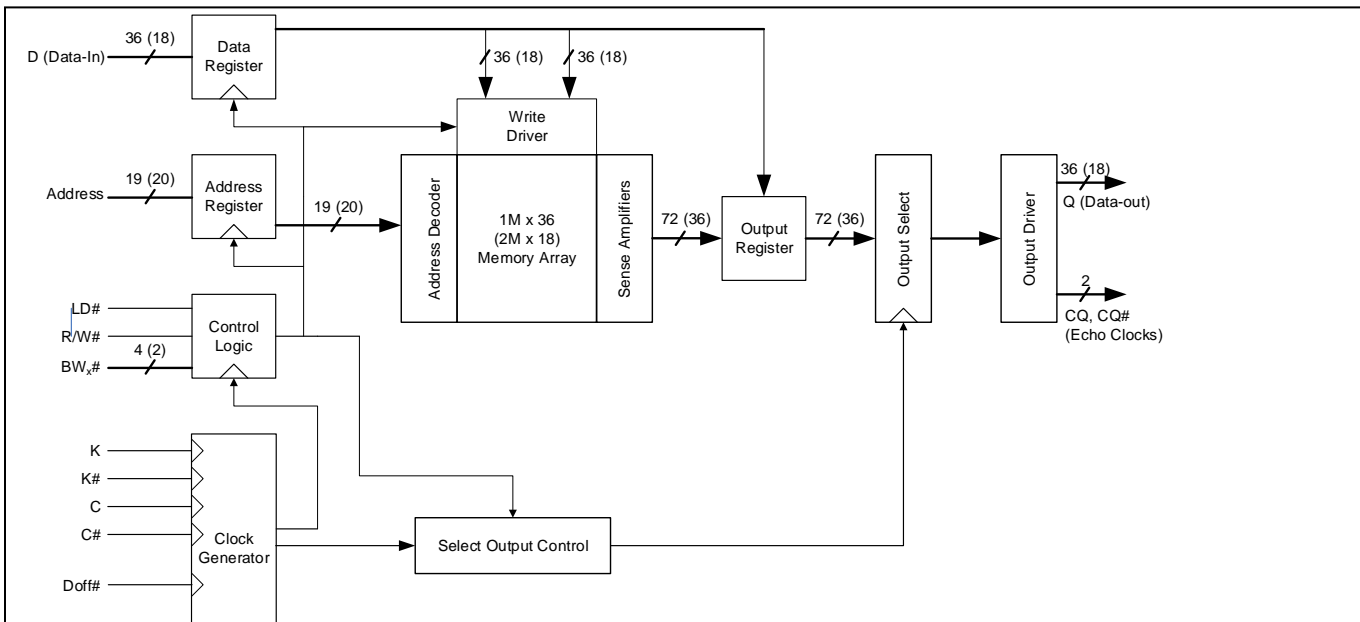 36 (18)
D (Data-In)
Data
Register
36 (18)
36 (18)
Write
Driver
19 (20)
Address
Address
Register
19 (20)
Address Decoder
1M x 36
(2M x 18)
Memory Array
Sense Amplifiers
72 (36)
Output
Register
72 (36)
Output Select
Output Driver
36 (18)
Q (Data-out)
2
CQ, CQ#
(Echo Clocks)
LD#
R/W#
4 (2)
BWx#
Control
Logic
K
K#
C
C#
Doff#
Clock
Generator
Select Output Control